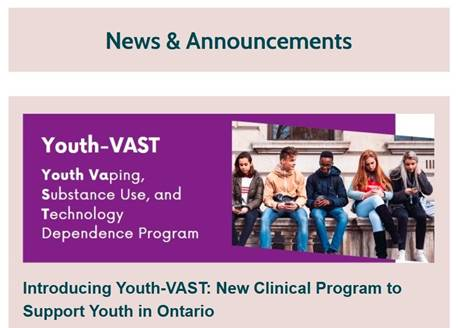 News & Announcements
Youth-VAST
Youth Vaping,
Substance Use, and
Technology
Dependence Program
Introducing Youth-VAST: New Clinical Program to
Support Youth in Ontario